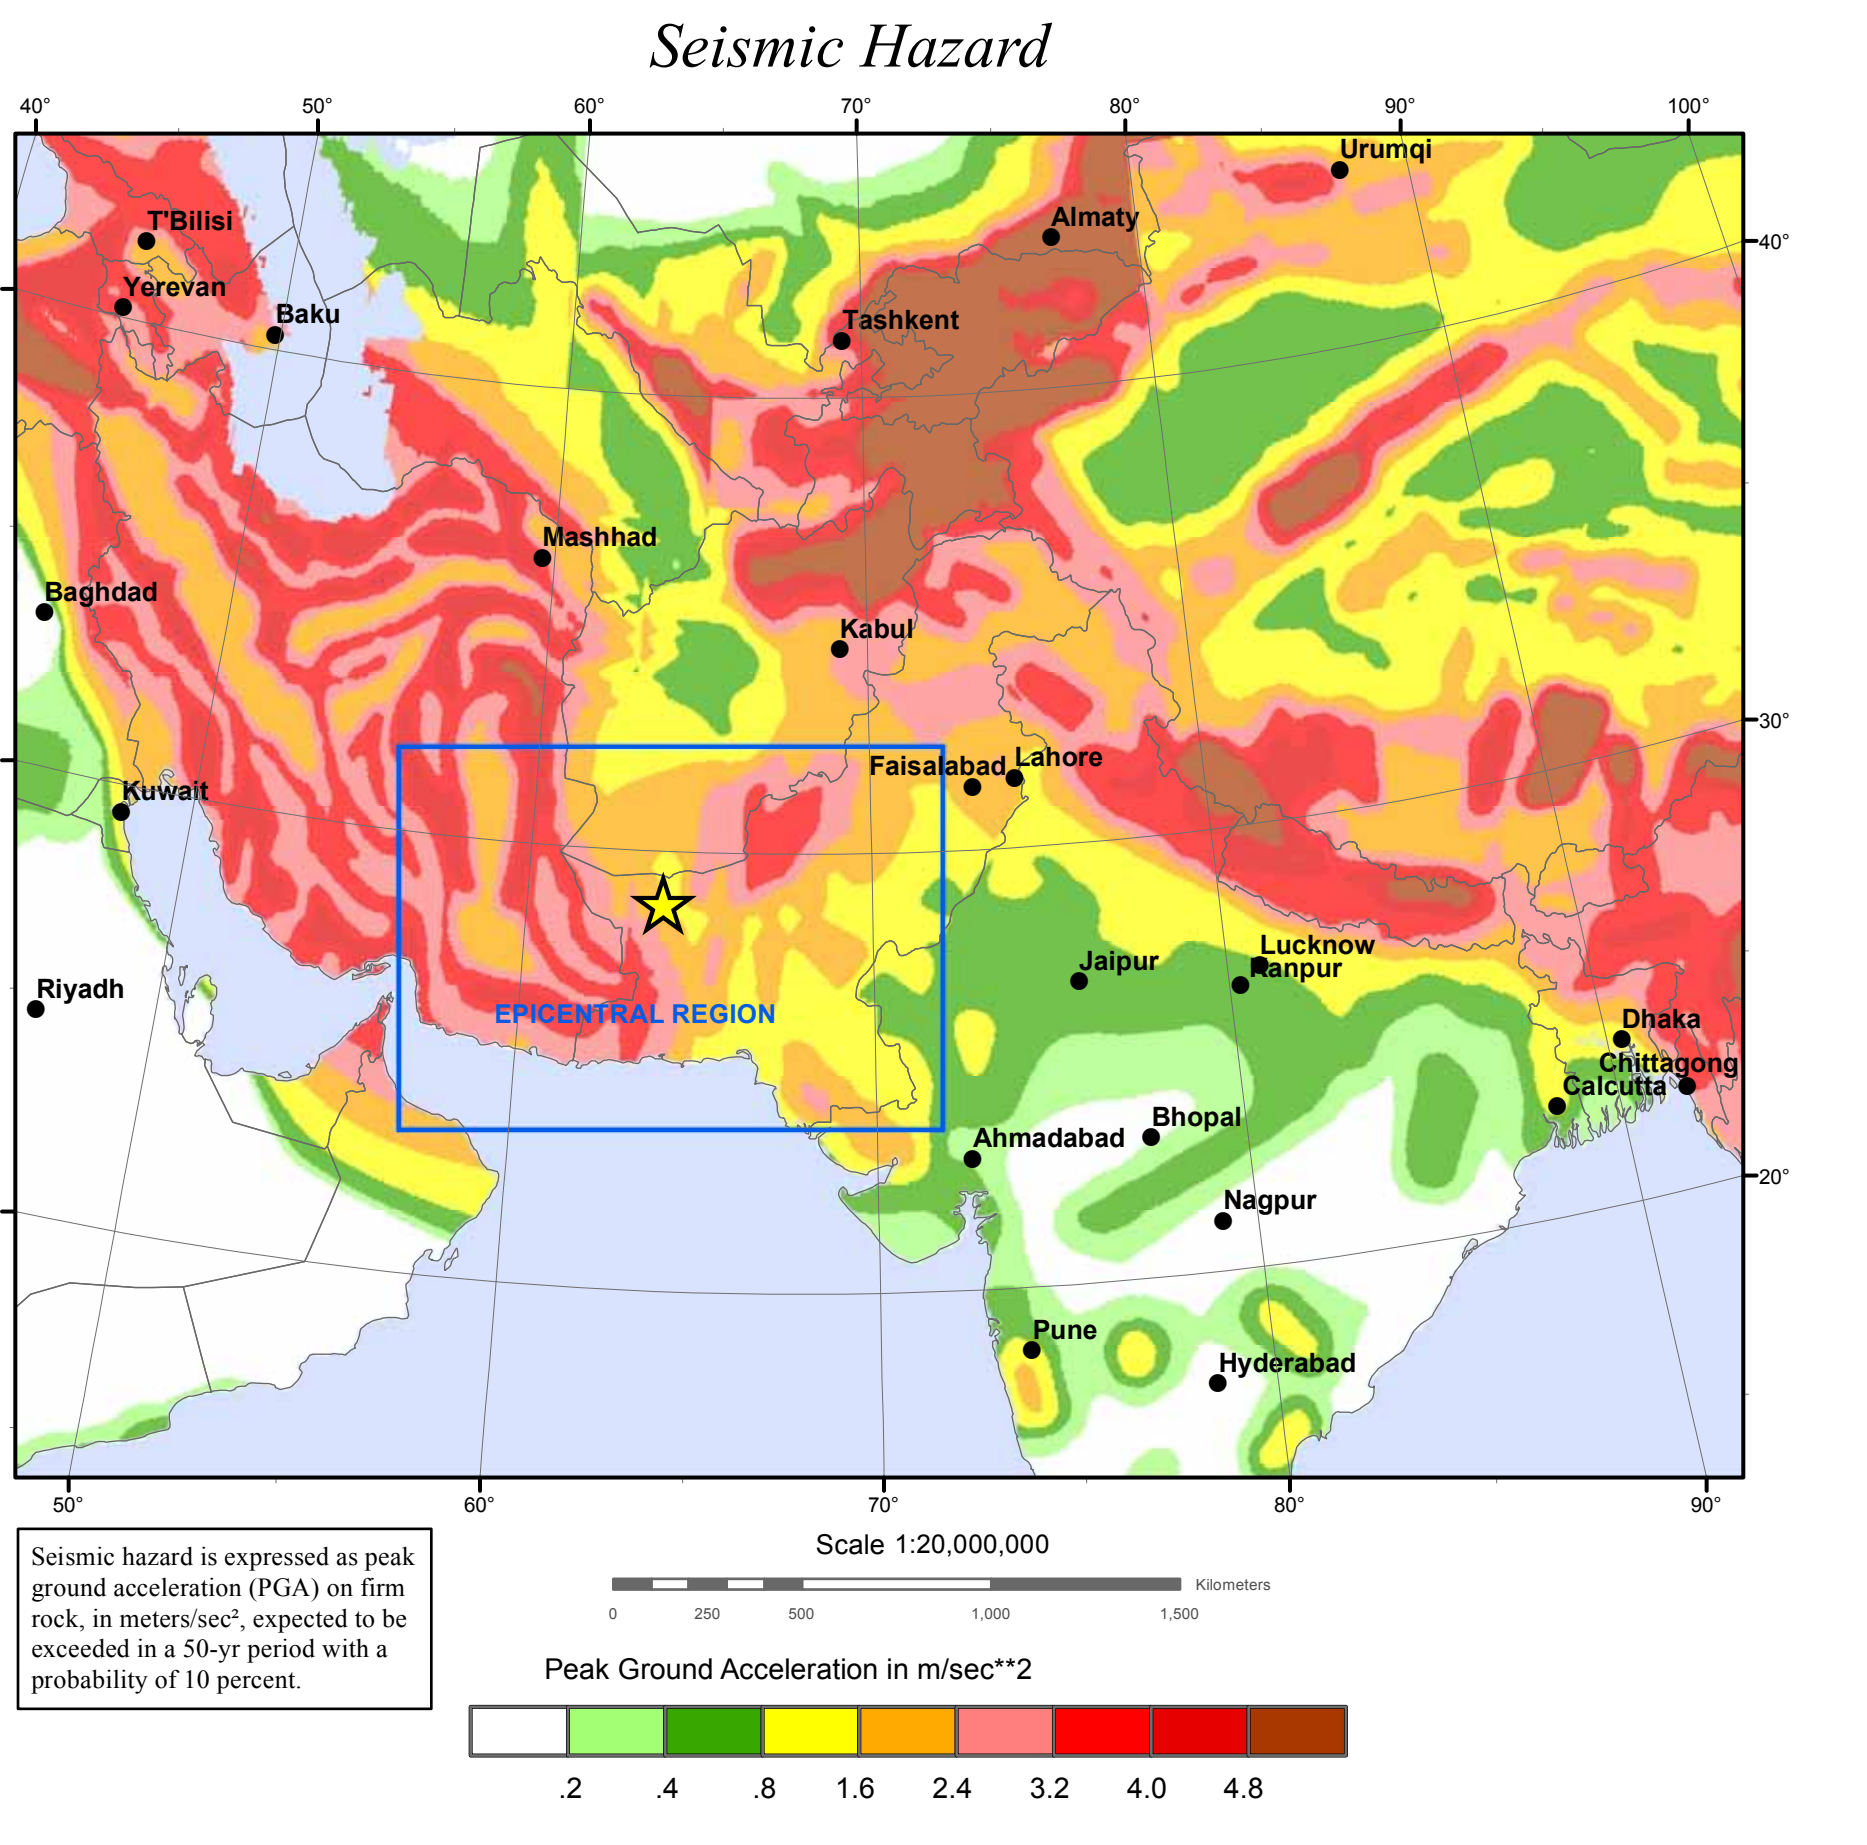 Seismic Hazard
40° 50° 60° 70° 80° 90° 100°
Urumqi
T'Bilisi
Almaty
40°
Yerevan
Baku
Tashkent
Mashhad
Baghdad
Kabul
30°
Faisalabad Lahore
Kuwait
Lucknow
Jaipur
Kanpur
Riyadh
EPICENTRAL REGION
Dhaka
Chittagong
Calcutta
Bhopal
Ahmadabad
20°
Nagpur
Pune
Hyderabad
50° 60° 70° 80° 90°
Scale 1:20,000,000
Kilometers
0 250 500 1,000 1,500
Seismic hazard is expressed as peak
ground acceleration (PGA) on firm
rock, in meters/sec², expected to be
exceeded in a 50-yr period with a
probability of 10 percent.
Peak Ground Acceleration in m/sec**2
.2 .4 .8 1.6 2.4 3.2 4.0 4.8